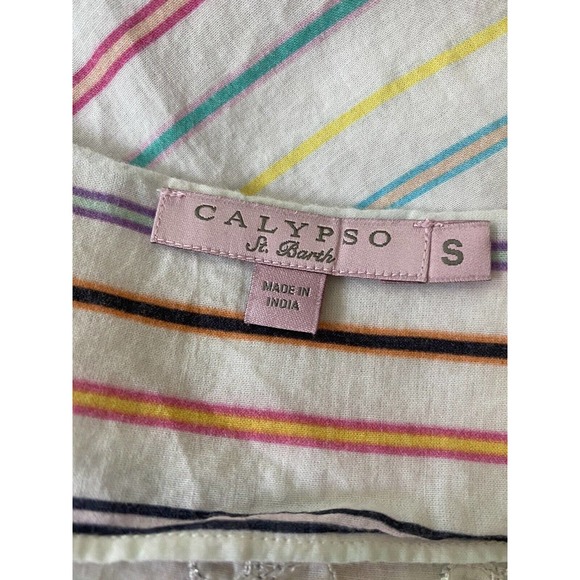 CALYPSO
St. Barth
S
MADE IN
INDIA